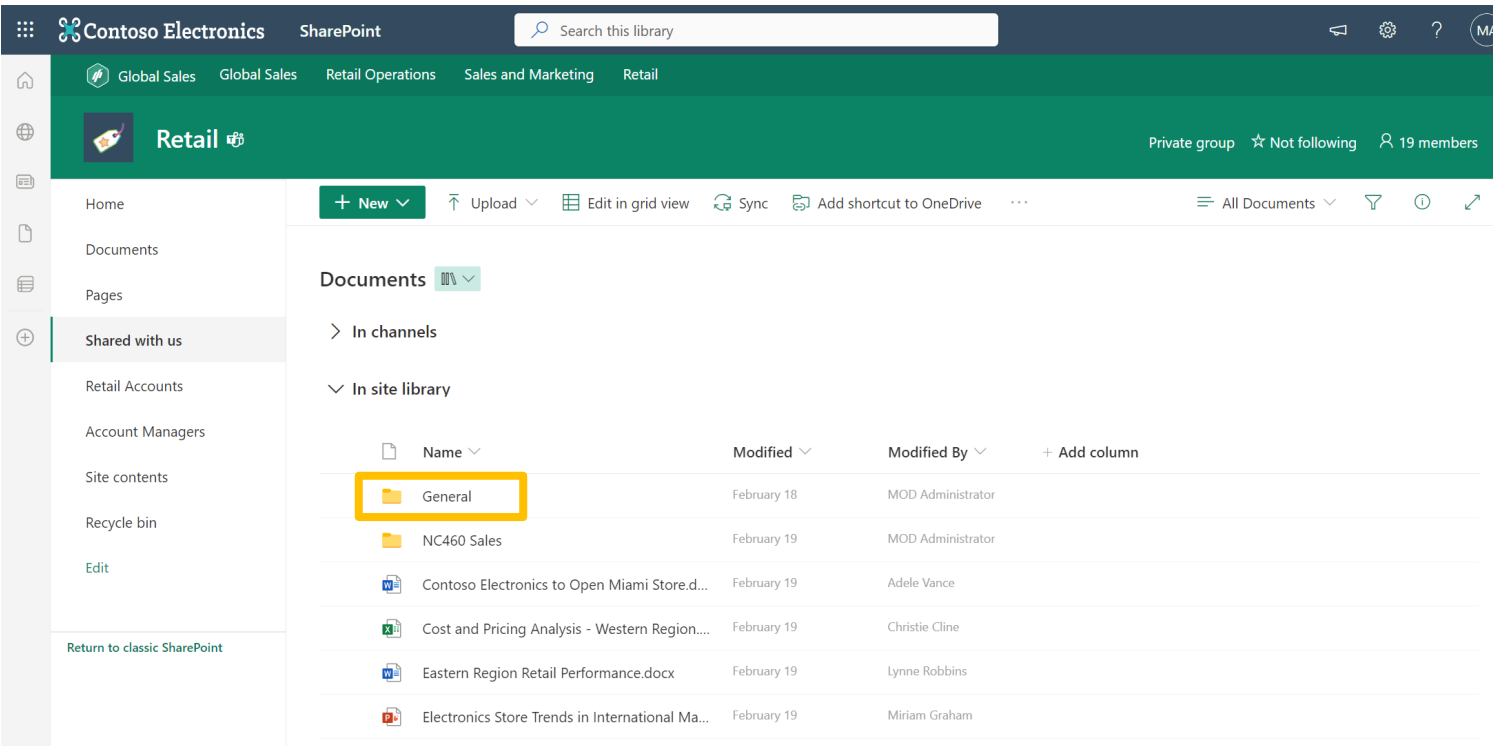 Contoso Electronics SharePoint Search this library ? MA
Global Sales Global Sales Retail Operations Sales and Marketing Retail
Retail
Private group Not following 19 members
Home
Documents
Pages
Shared with us
Retail Accounts
Account Managers
Site contents
Recycle bin
Edit
Return to classic SharePoint
+ New Upload Edit in grid view Sync Add shortcut to OneDrive ··· All Documents
Documents
In channels
In site library
Name Modified Modified By + Add column
General February 18 MOD Administrator
NC460 Sales February 19 MOD Administrator
Contoso Electronics to Open Miami Store.d... February 19 Adele Vance
Cost and Pricing Analysis - Western Region.... February 19 Christie Cline
Eastern Region Retail Performance.docx February 19 Lynne Robbins
Electronics Store Trends in International Ma... February 19 Miriam Graham